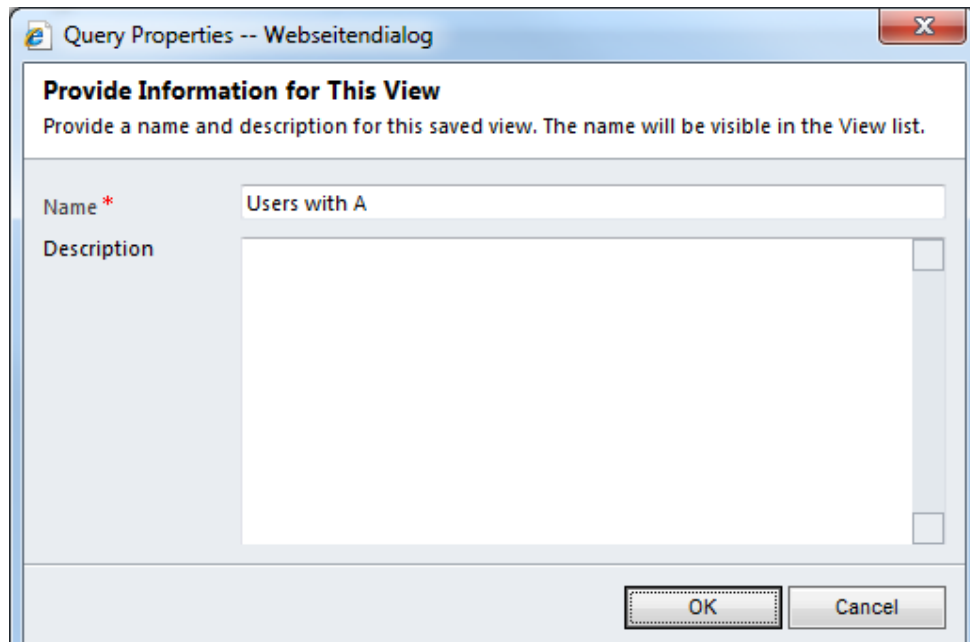 Query Properties -- Webseitendialog
Provide Information for This View
Provide a name and description for this saved view. The name will be visible in the View list.
Name * Users with A
Description
OK Cancel